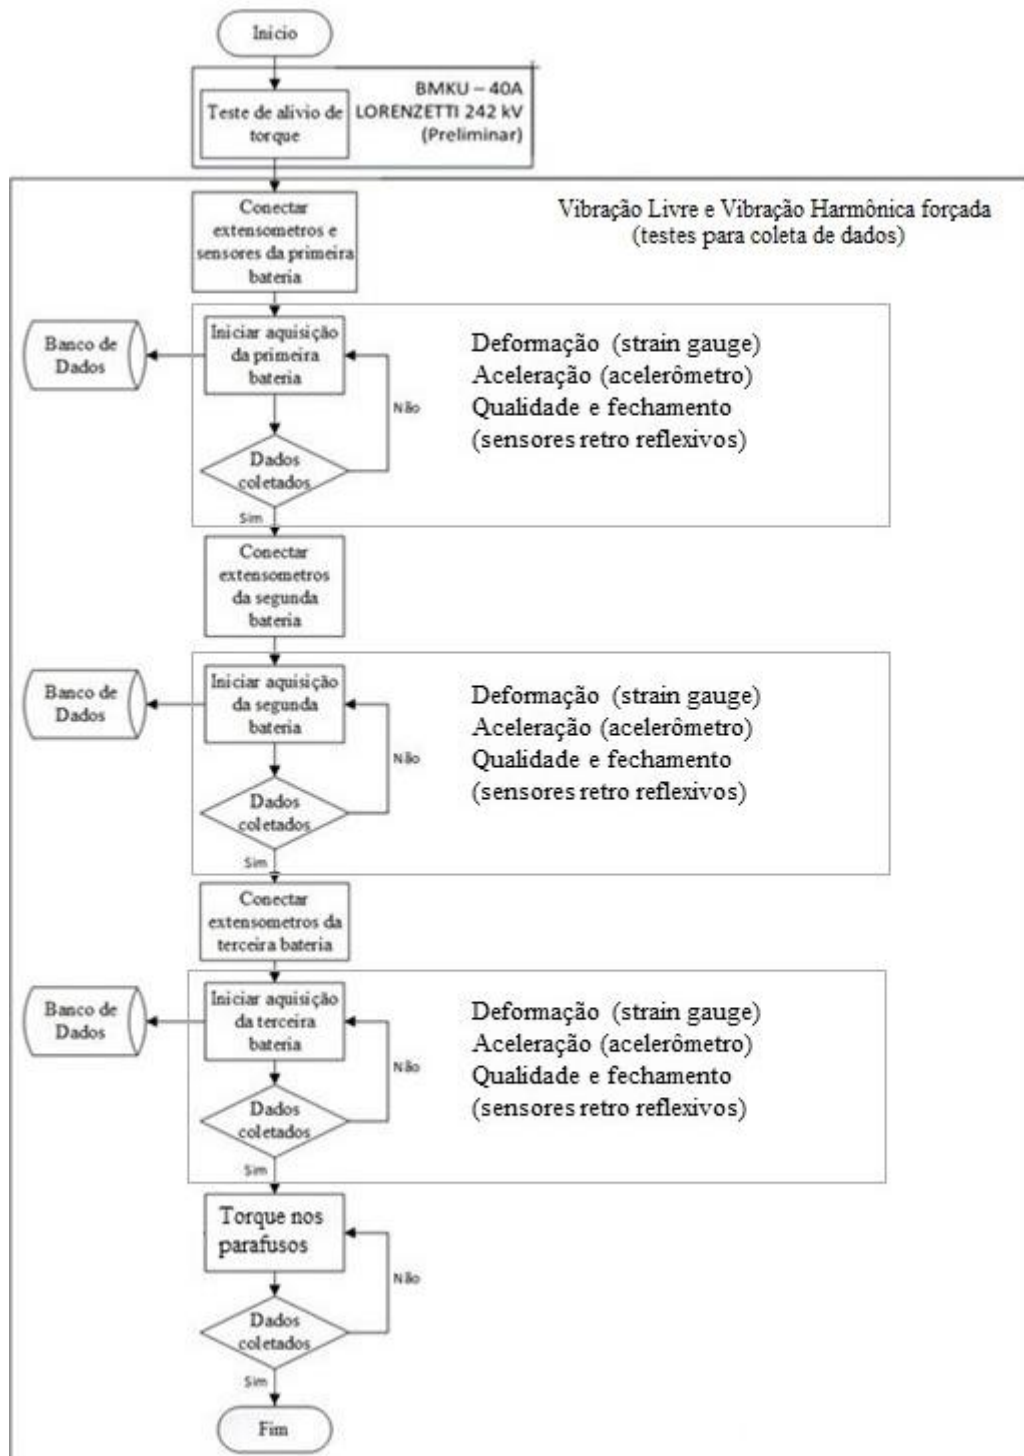 Inicio
Teste de alivio de
torque
BMKU – 40A
LORENZETTI 242 kV
(Preliminar)
Vibração Livre e Vibração Harmônica forçada
(testes para coleta de dados)
Conectar
extensometros e
sensores da primeira
bateria
Banco de
Dados
Iniciar aquisição
da primeira
bateria
Não
Dados
coletados
Sim
Deformação (strain gauge)
Aceleração (acelerômetro)
Qualidade e fechamento
(sensores retro reflexivos)
Conectar
extensometros
da segunda
bateria
Banco de
Dados
Iniciar aquisição
da segunda
bateria
Não
Dados
coletados
Sim
Deformação (strain gauge)
Aceleração (acelerômetro)
Qualidade e fechamento
(sensores retro reflexivos)
Conectar
extensometros da
terceira bateria
Banco de
Dados
Iniciar aquisição
da terceira
bateria
Não
Dados
coletados
Sim
Deformação (strain gauge)
Aceleração (acelerômetro)
Qualidade e fechamento
(sensores retro reflexivos)
Torque nos
parafusos
Não
Dados
coletados
Sim
Fim